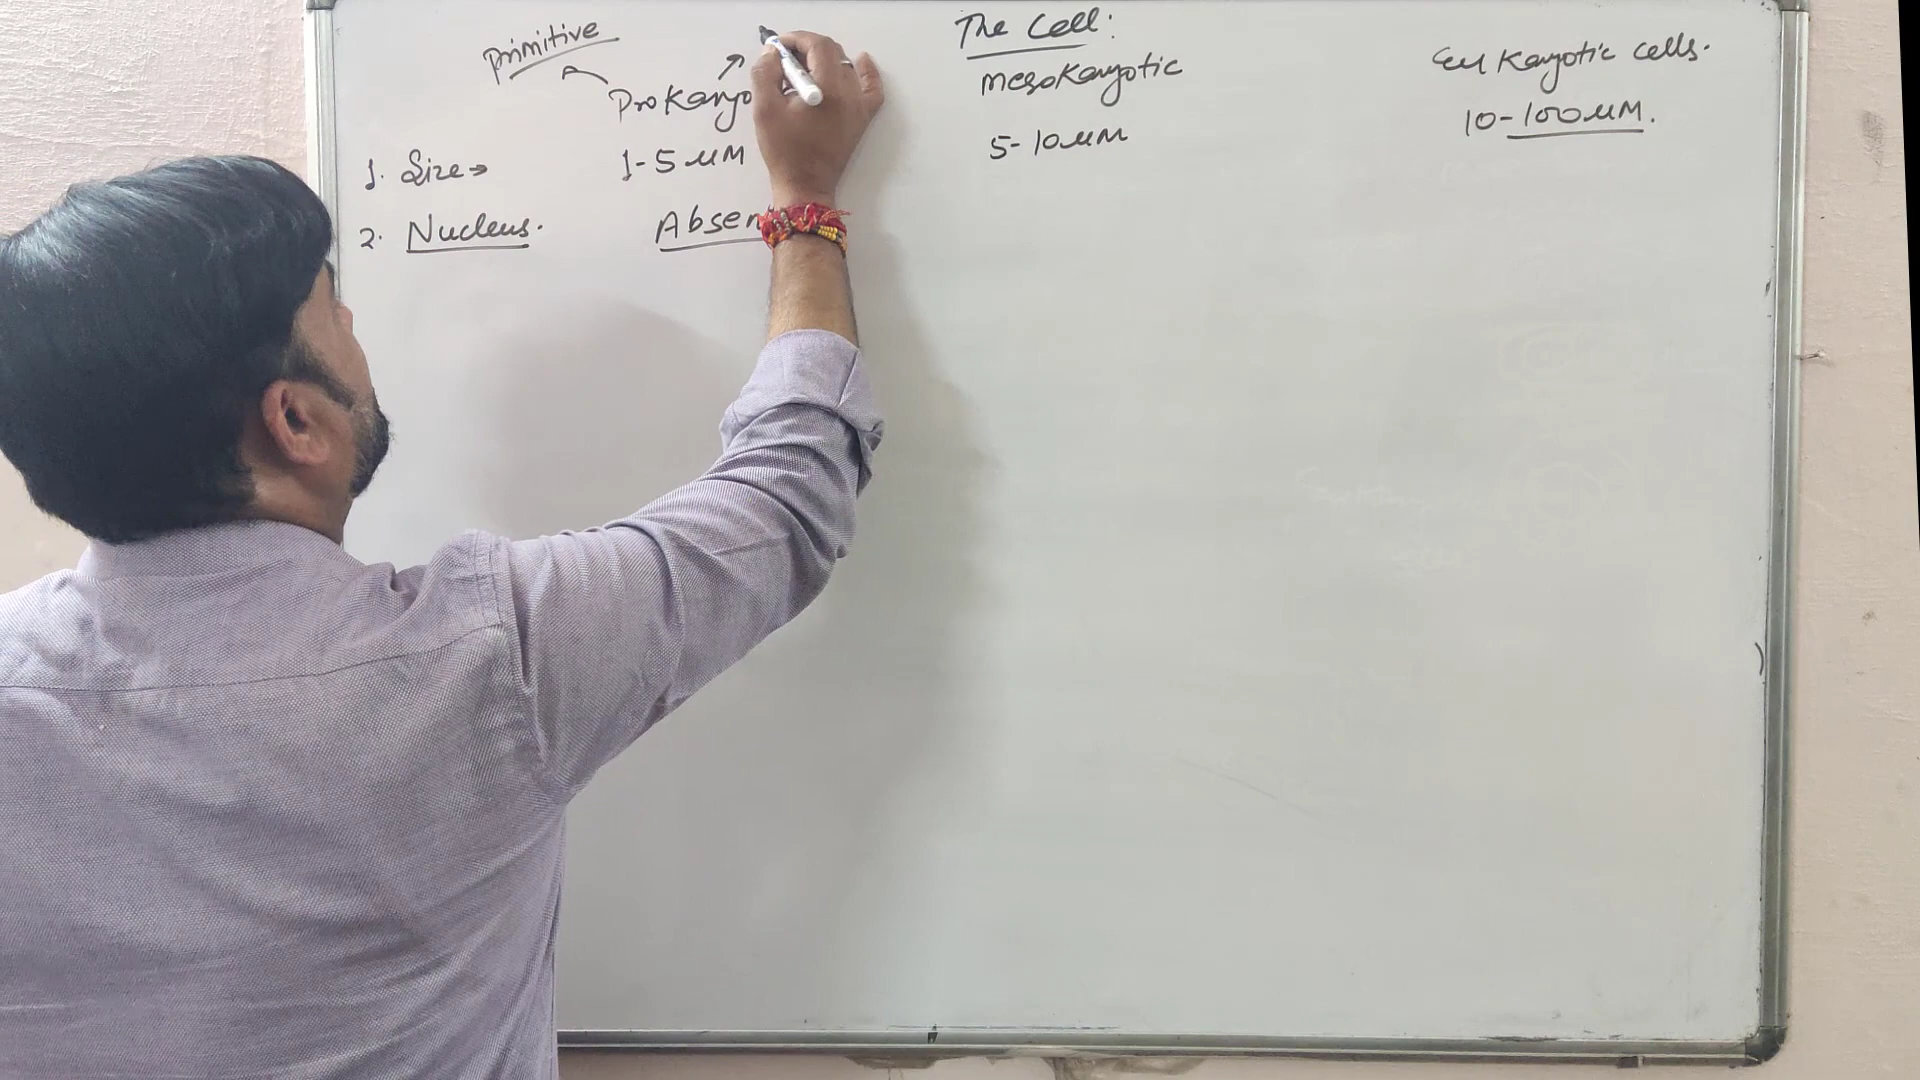 The Cell:
Primitive
Prokaryo
mesokaryotic
Eukaryotic cells.
1. Size →
1-5 μM
5-10 μM
10-100 μM.
2. Nucleus.
Absen